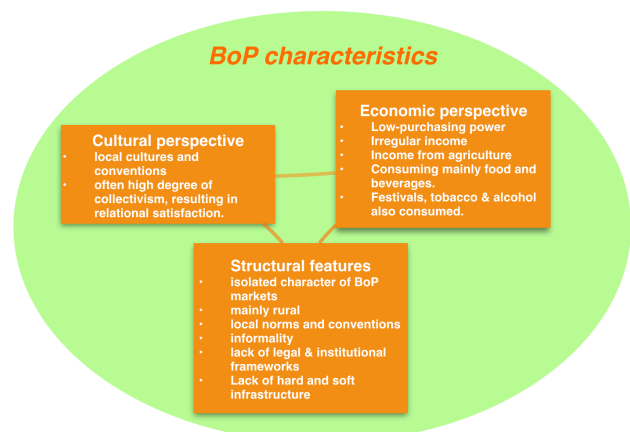 BoP characteristics
Cultural perspective
• local cultures and
conventions
• often high degree of
collectivism, resulting in
relational satisfaction.
Economic perspective
• Low-purchasing power
• Irregular income
• Income from agriculture
• Consuming mainly food and
beverages.
• Festivals, tobacco & alcohol
also consumed.
Structural features
• isolated character of BoP
markets
• mainly rural
• local norms and conventions
• informality
• lack of legal & institutional
frameworks
• Lack of hard and soft
infrastructure